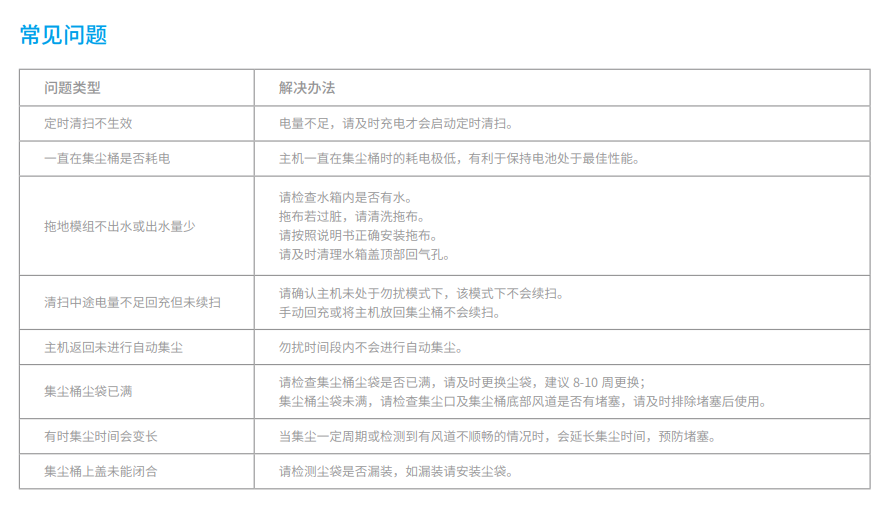 常见问题
问题类型
解决办法
定时清扫不生效
电量不足，请及时充电才会启动定时清扫。
一直在集尘桶是否耗电
主机一直在集尘桶时的耗电极低，有利于保持电池处于最佳性能。
拖地模组不出水或出水量少
请检查水箱内是否有水。
拖布若过脏，请清洗拖布。
请按照说明书正确安装拖布。
请及时清理水箱盖顶部回气孔。
清扫中途电量不足回充但未续扫
请确认主机未处于勿扰模式下，该模式下不会续扫。
手动回充或将主机放回集尘桶不会续扫。
主机返回未进行自动集尘
勿扰时间段内不会进行自动集尘。
集尘桶尘袋已满
请检查集尘桶尘袋是否已满，请及时更换尘袋，建议 8-10 周更换；
集尘桶尘袋未满，请检查集尘口及集尘桶底部风道是否有堵塞，请及时排除堵塞后使用。
有时集尘时间会变长
当集尘一定周期或检测到有风道不顺畅的情况时，会延长集尘时间，预防堵塞。
集尘桶上盖未能闭合
请检测尘袋是否漏装，如漏装请安装尘袋。